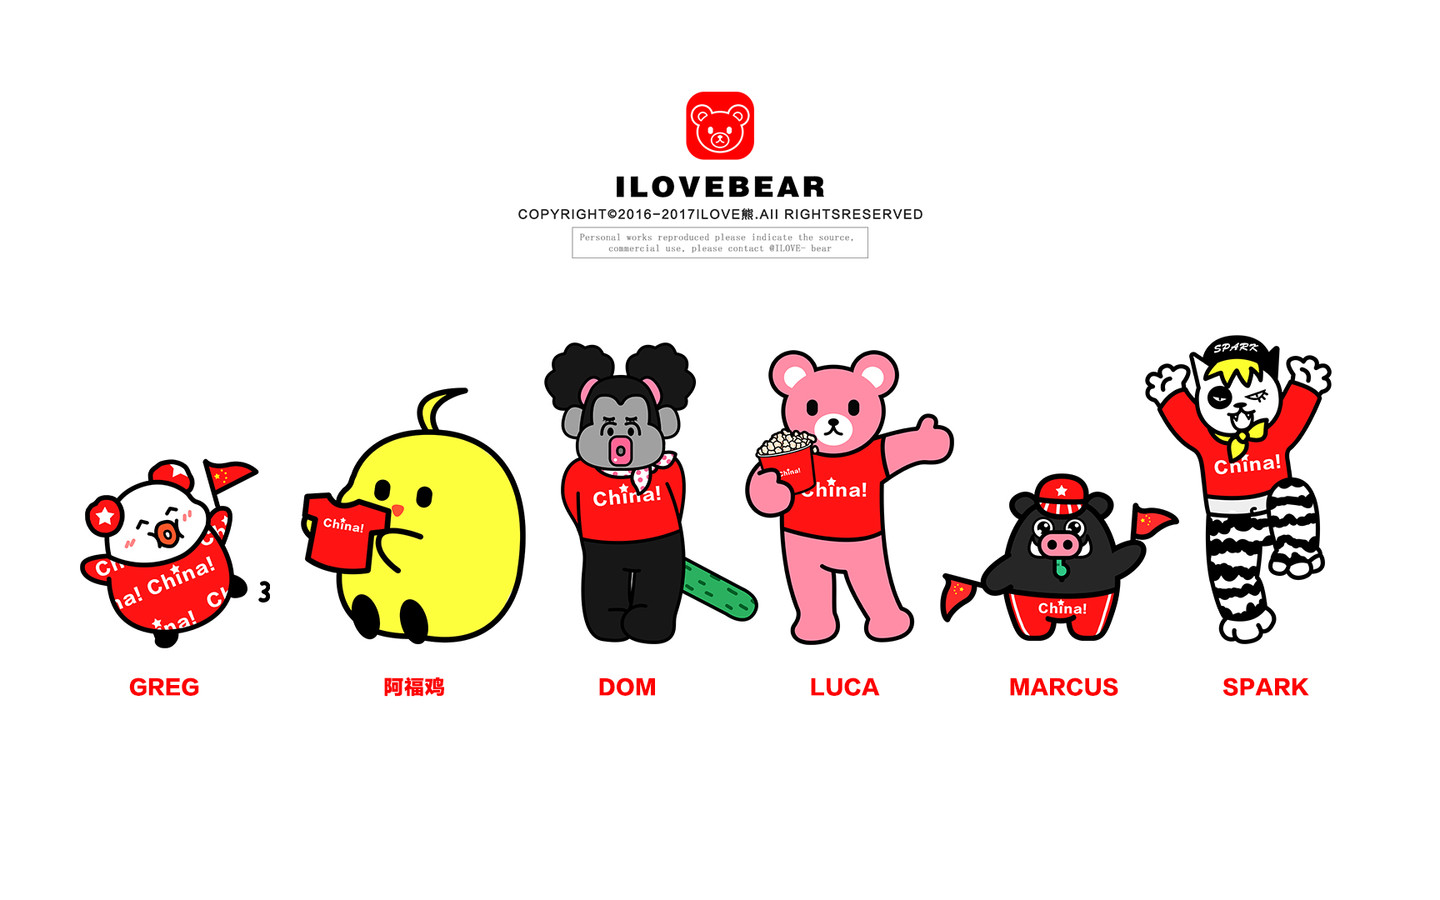 ILOVEBEAR
COPYRIGHT©2016-2017ILOVE熊.All RIGHTSRESERVED
Personal works reproduced please indicate the source,
commercial use, please contact @ILOVE- bear
SPARK
China!
China!
China!
China!
China!
China!
Ch
Ch
na! China!
Ch
ina!
China!
3
GREG
阿福鸡
DOM
LUCA
MARCUS
SPARK